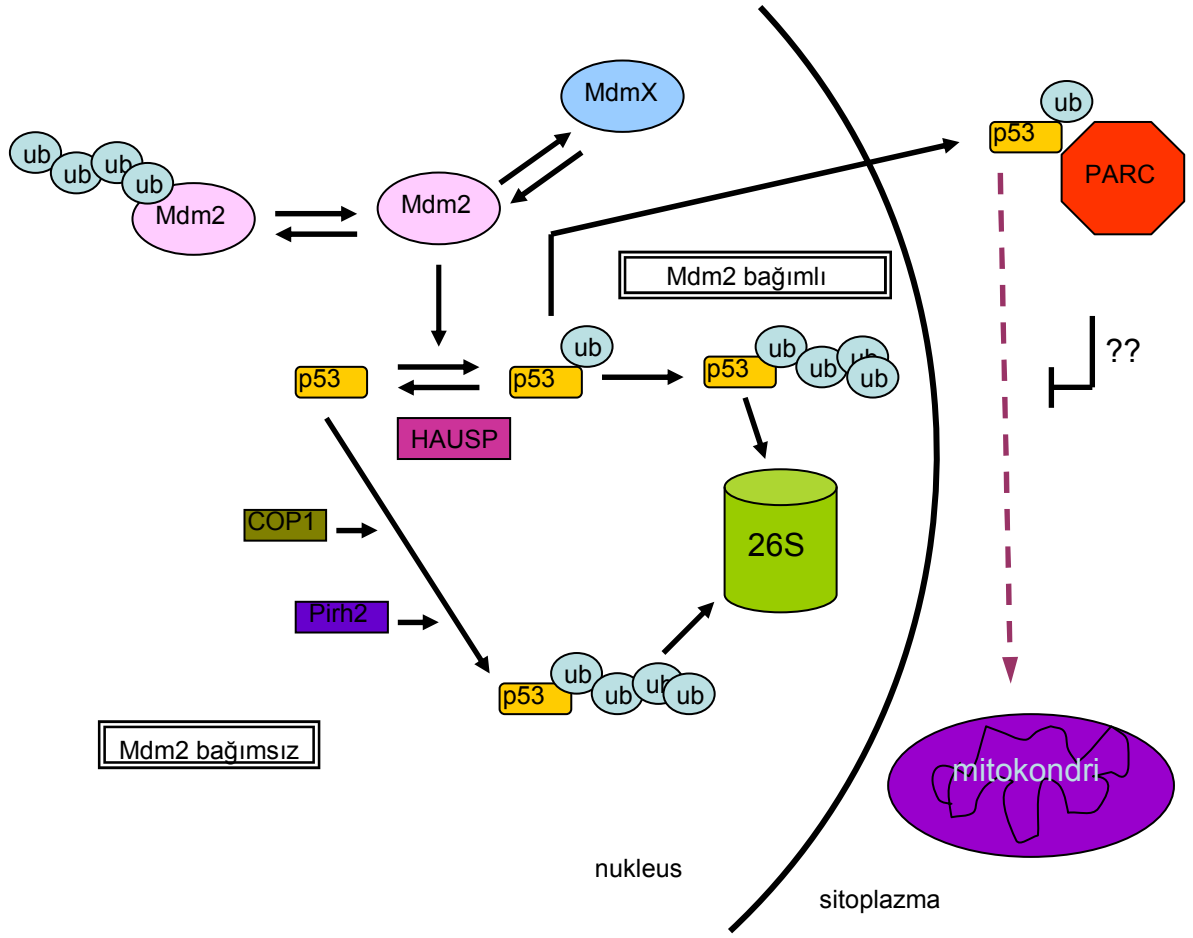 MdmX
ub
p53
PARC
ub
ub
ub
ub
Mdm2
Mdm2
Mdm2 bağımlı
??
p53
HAUSP
p53
ub
p53
ub
ub
ub
ub
COP1
26S
Pirh2
p53
ub
ub
ub
ub
Mdm2 bağımsız
mitokondri
nukleus
sitoplazma